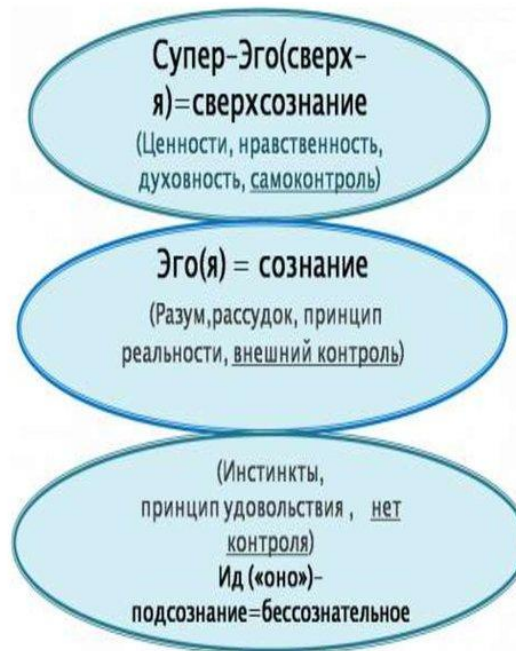 Супер-Эго(сверх-
я)=сверхсознание
(Ценности, нравственность,
духовность, самоконтроль)
Эго(я) = сознание
(Разум,рассудок, принцип
реальности, внешний контроль)
(Инстинкты,
принцип удовольствия , нет
контроля)
Ид («оно»)-
подсознание=бессознательное